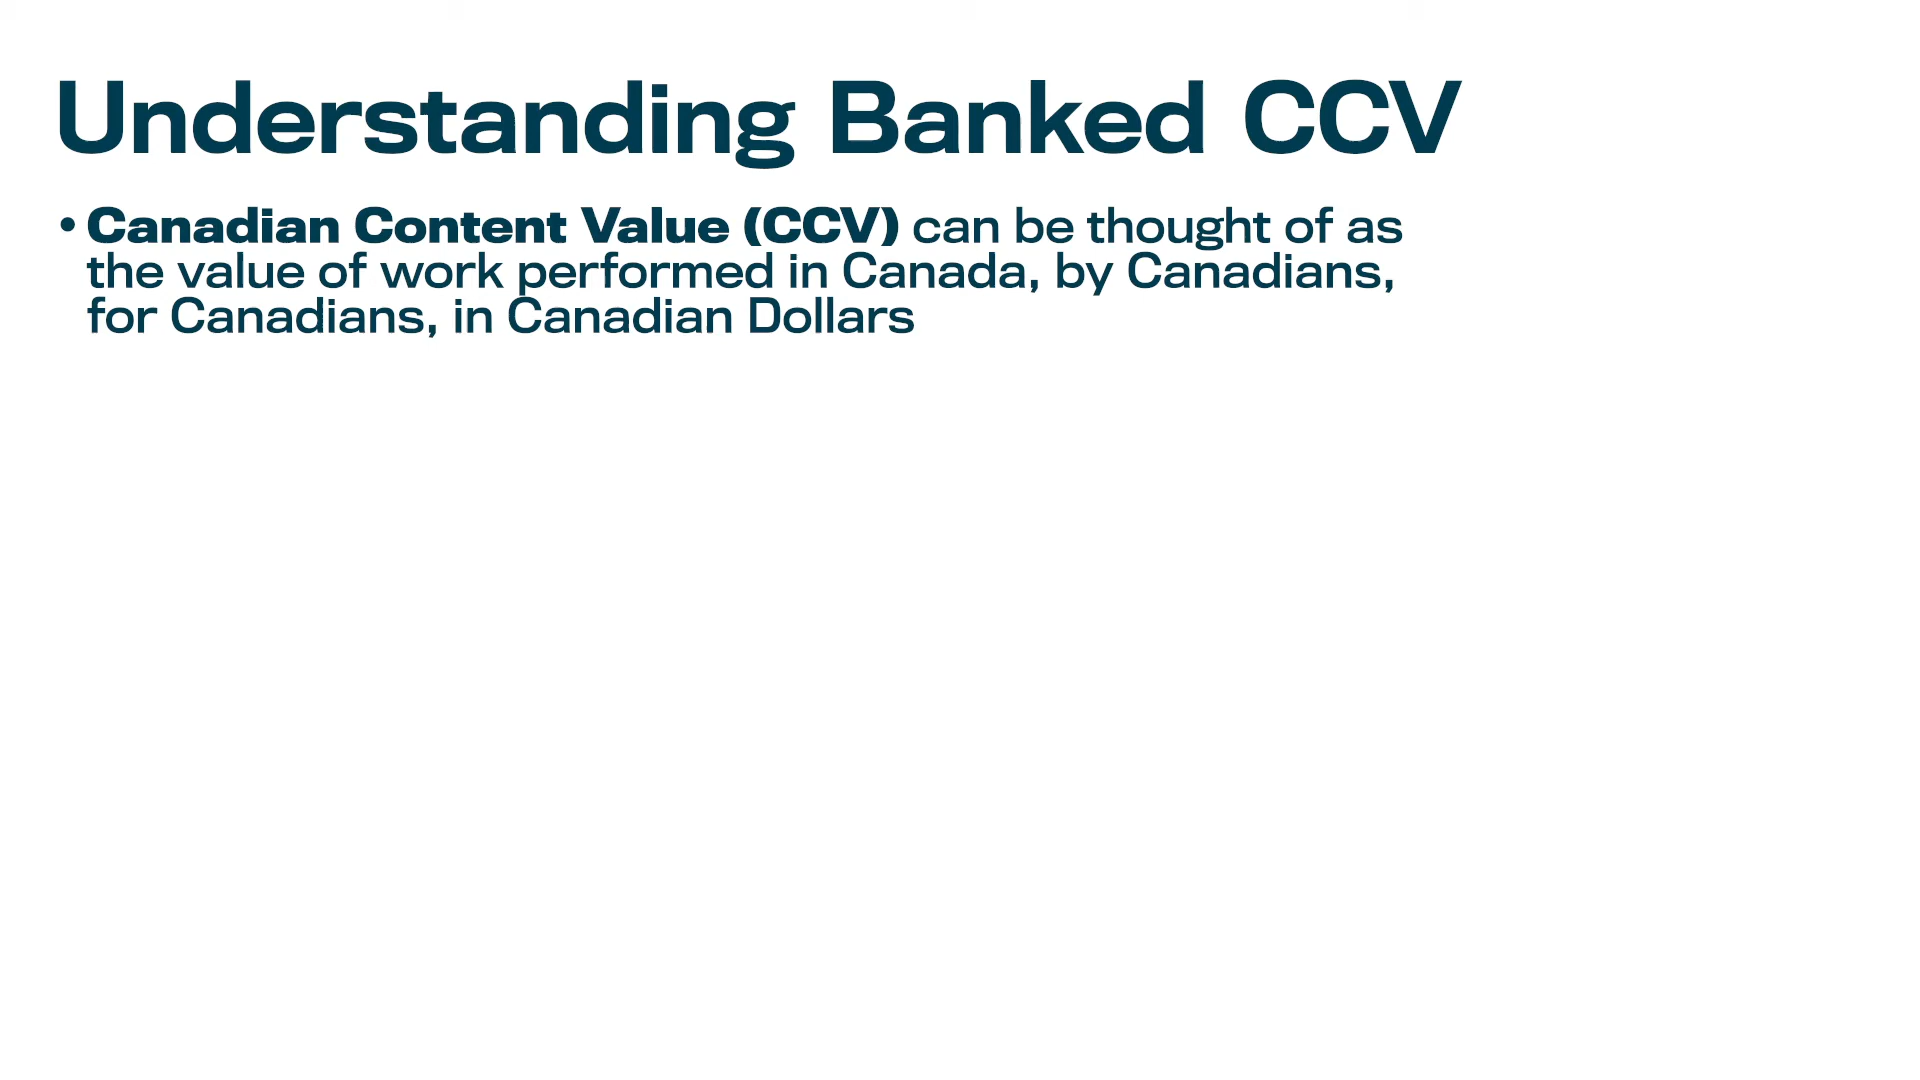 Understanding Banked CCV
• Canadian Content Value (CCV) can be thought of as
the value of work performed in Canada, by Canadians,
for Canadians, in Canadian Dollars